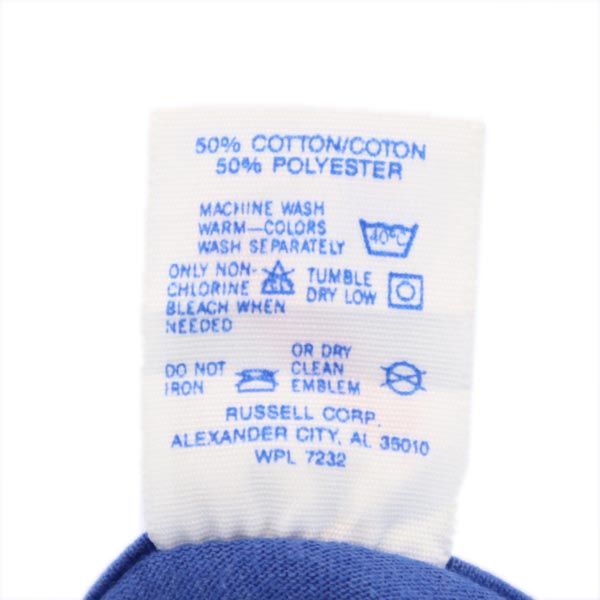 50% COTTON/COTON
50% POLYESTER
MACHINE WASH
WARM—COLORS
WASH SEPARATELY
40°C
ONLY NON-
CHLORINE
BLEACH WHEN
NEEDED
CL
TUMBLE
DRY LOW
DO NOT
IRON
OR DRY
CLEAN
EMBLEM
RUSSELL CORP.
ALEXANDER CITY, AL 35010
WPL 7232